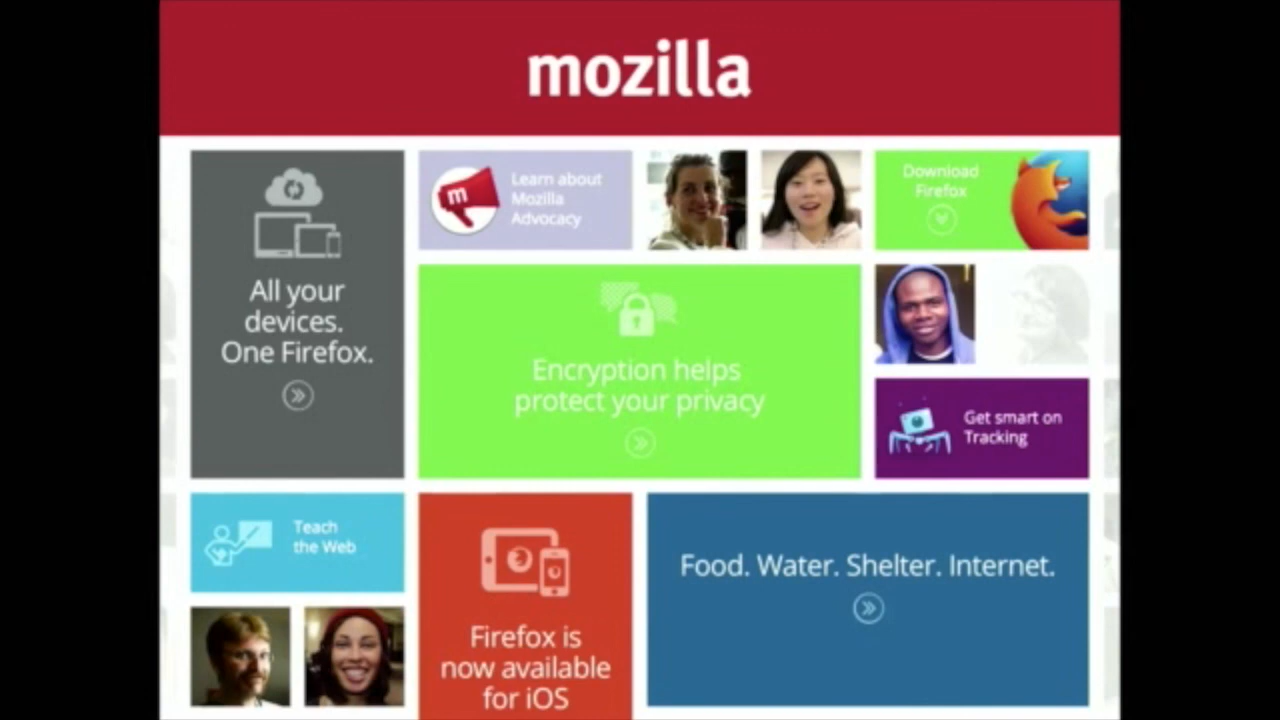 mozilla
All your
devices.
One Firefox.
Learn about
Mozilla
Advocacy
m
Download
Firefox
Encryption helps
protect your privacy
Get smart on
Tracking
Teach
the Web
Firefox is
now available
for iOS
Food. Water. Shelter. Internet.